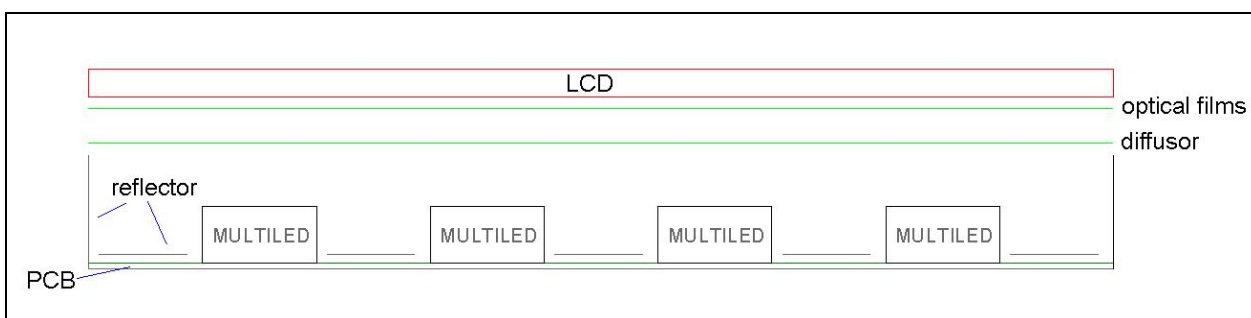 LCD
optical films
diffusor
reflector
MULTILED MULTILED MULTILED MULTILED
PCB